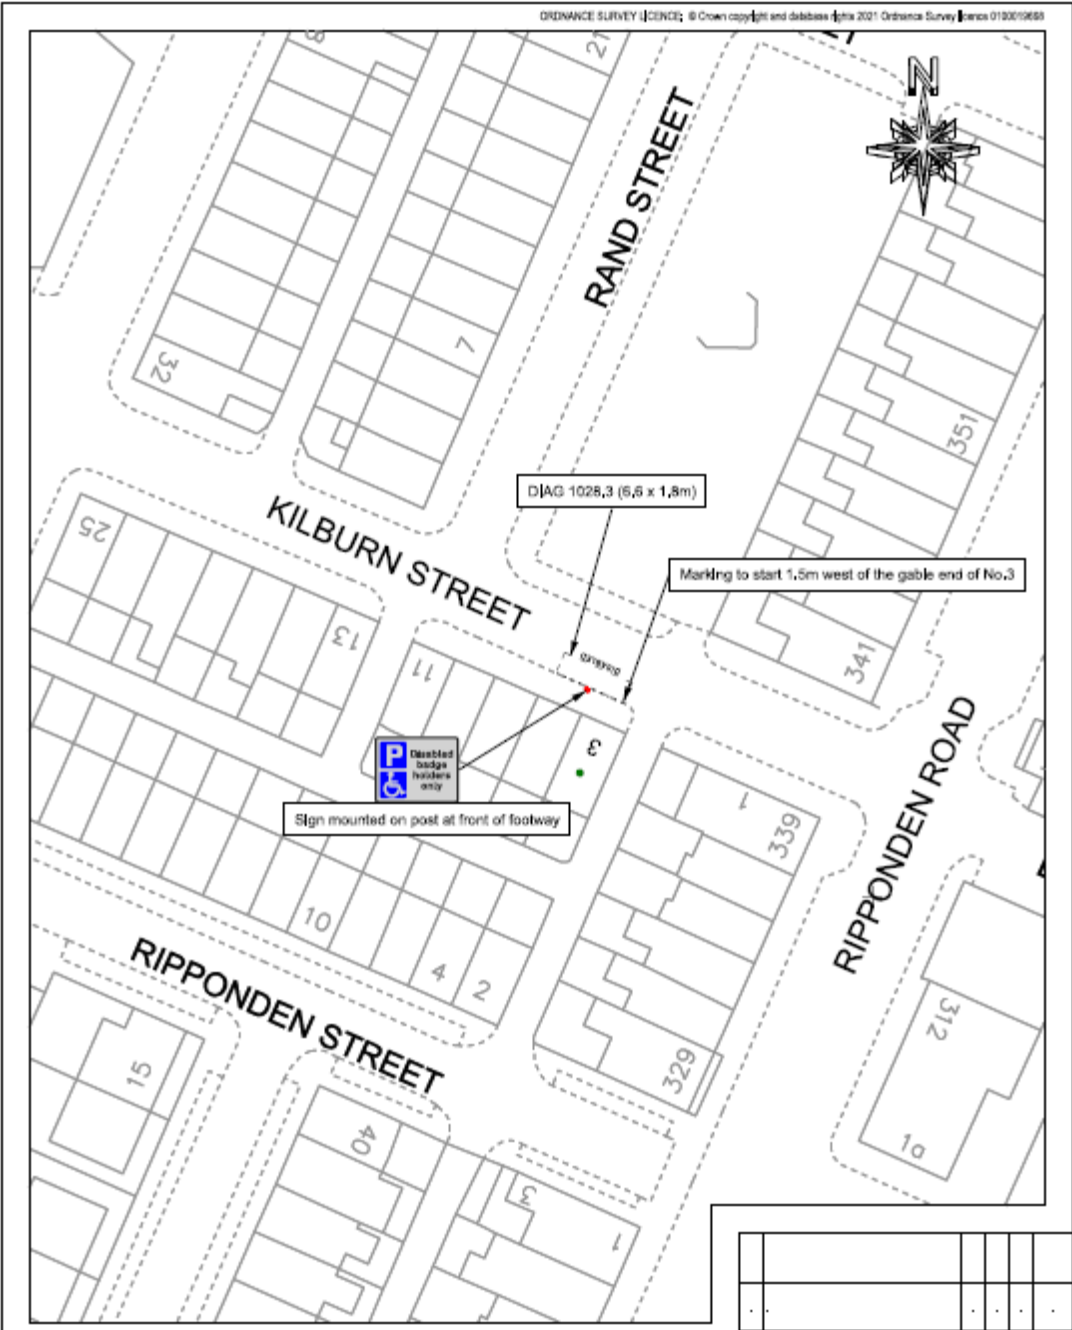 ORDNANCE SURVEY LICENCE; © Crown copyright and database rights 2021 Ordnance Survey licence 0100019668
N
21
RAND STREET
7
32
351
DIAG 1028.3 (6.6 x 1.8m)
KILBURN STREET
25
Marking to start 1.5m west of the gable end of No.3
13
11
DISABLED
341
3
P
Disabled
badge
holders
only
Sign mounted on post at front of footway
1
339
RIPPONDEN ROAD
10
4
2
RIPPONDEN STREET
312
15
329
40
1a
3
1